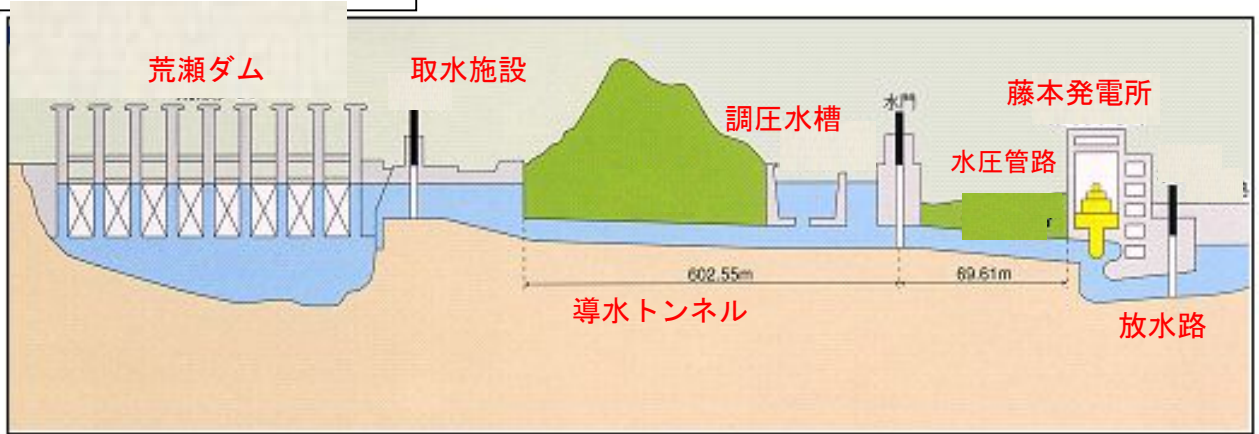 荒瀬ダム
取水施設
調圧水槽
水門
藤本発電所
水圧管路
602.55m
69.61m
導水トンネル
放水路